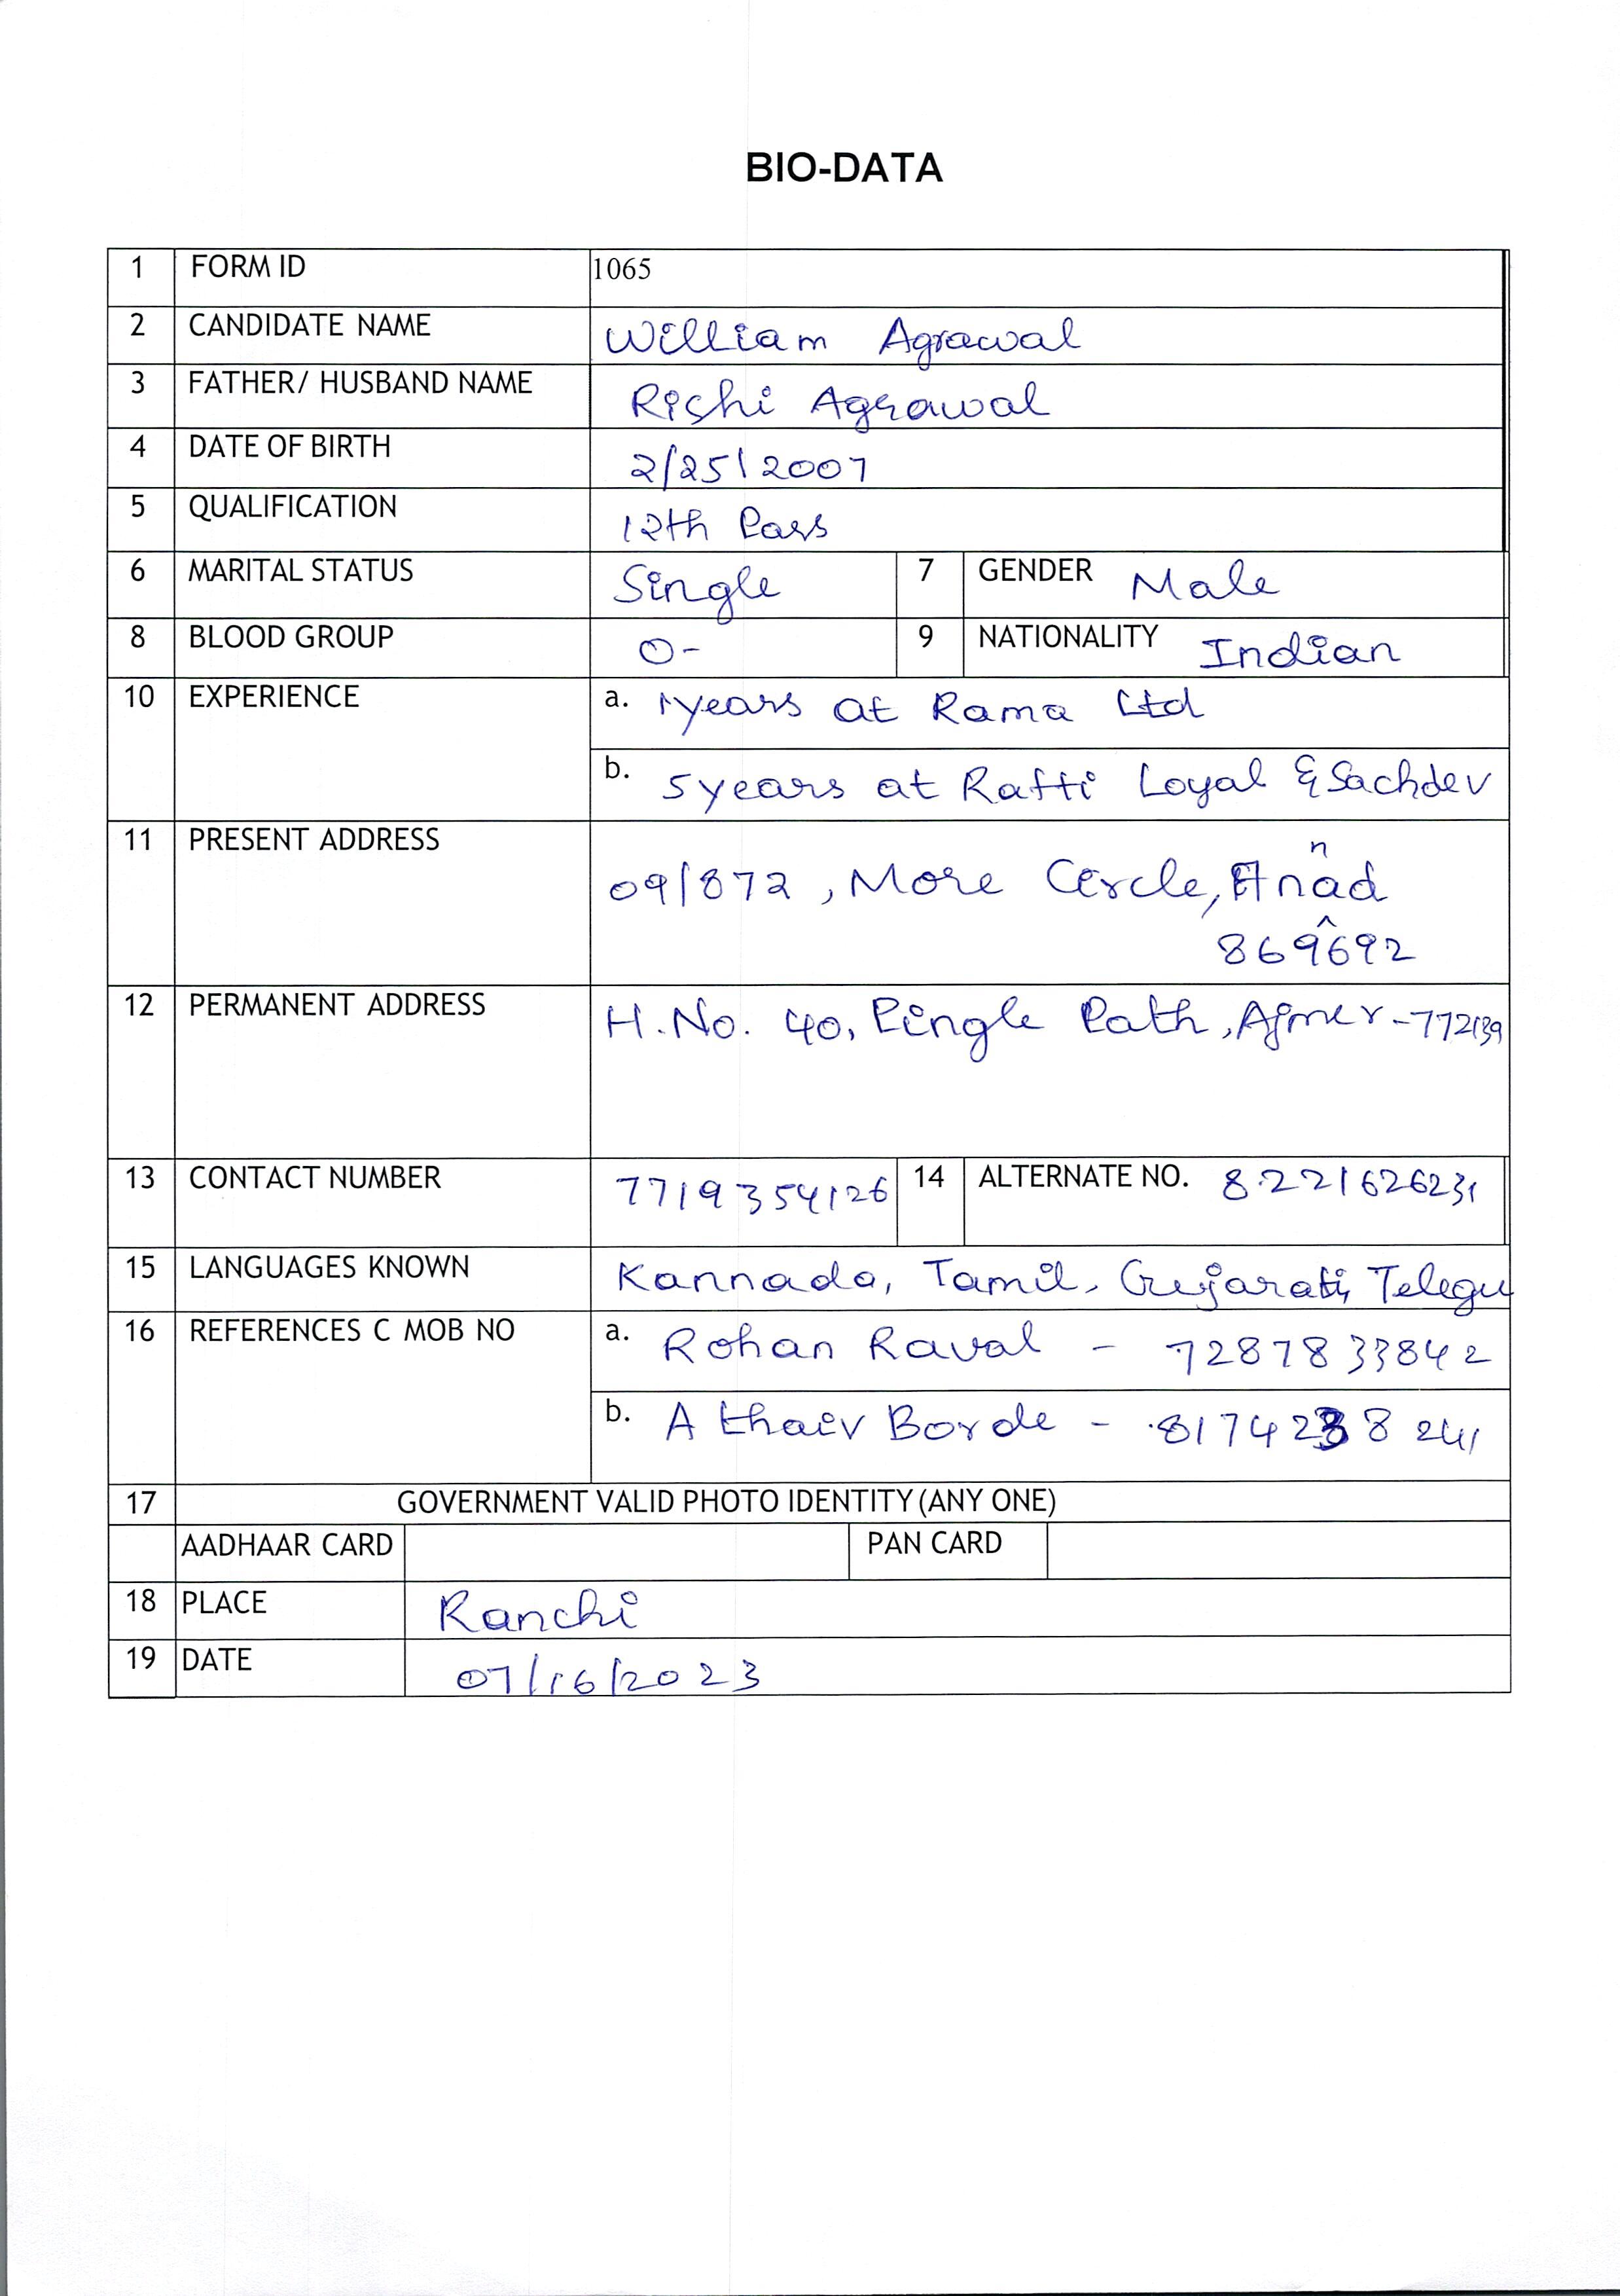 BIO-DATA
1 FORM ID 1065
2 CANDIDATE NAME William Agrawal
3 FATHER/ HUSBAND NAME Rishi Agrawal
4 DATE OF BIRTH 2/25/2007
5 QUALIFICATION 12th Pass
6 MARITAL STATUS Single 7 GENDER Male
8 BLOOD GROUP O- 9 NATIONALITY Indian
10 EXPERIENCE a. 1years at Rama Ltd
b. 5years at Ratti Loyal & Sachdev
11 PRESENT ADDRESS
09/872, More Circle,
869692
12 PERMANENT ADDRESS H.No. 40, Pingle Path, Ajmer-772139
13 CONTACT NUMBER 7719354126 14 ALTERNATE NO. 8221626231
15 LANGUAGES KNOWN Kannada, Tamil, Gujarati, Telegu
16 REFERENCES C MOB NO a. Rohan Raval - 7287833842
b. Athaiv Borde - 8174238241
17 GOVERNMENT VALID PHOTO IDENTITY (ANY ONE)
AADHAAR CARD PAN CARD
18 PLACE Ranchi
19 DATE 07/16/2023